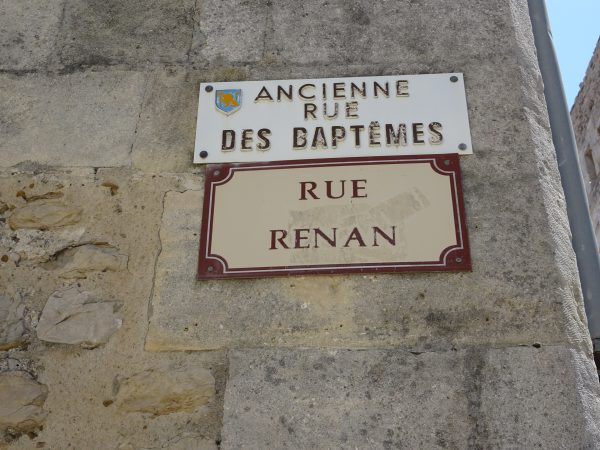 ANCIENNE
RUE
DES BAPTÊMES
RUE
RENAN